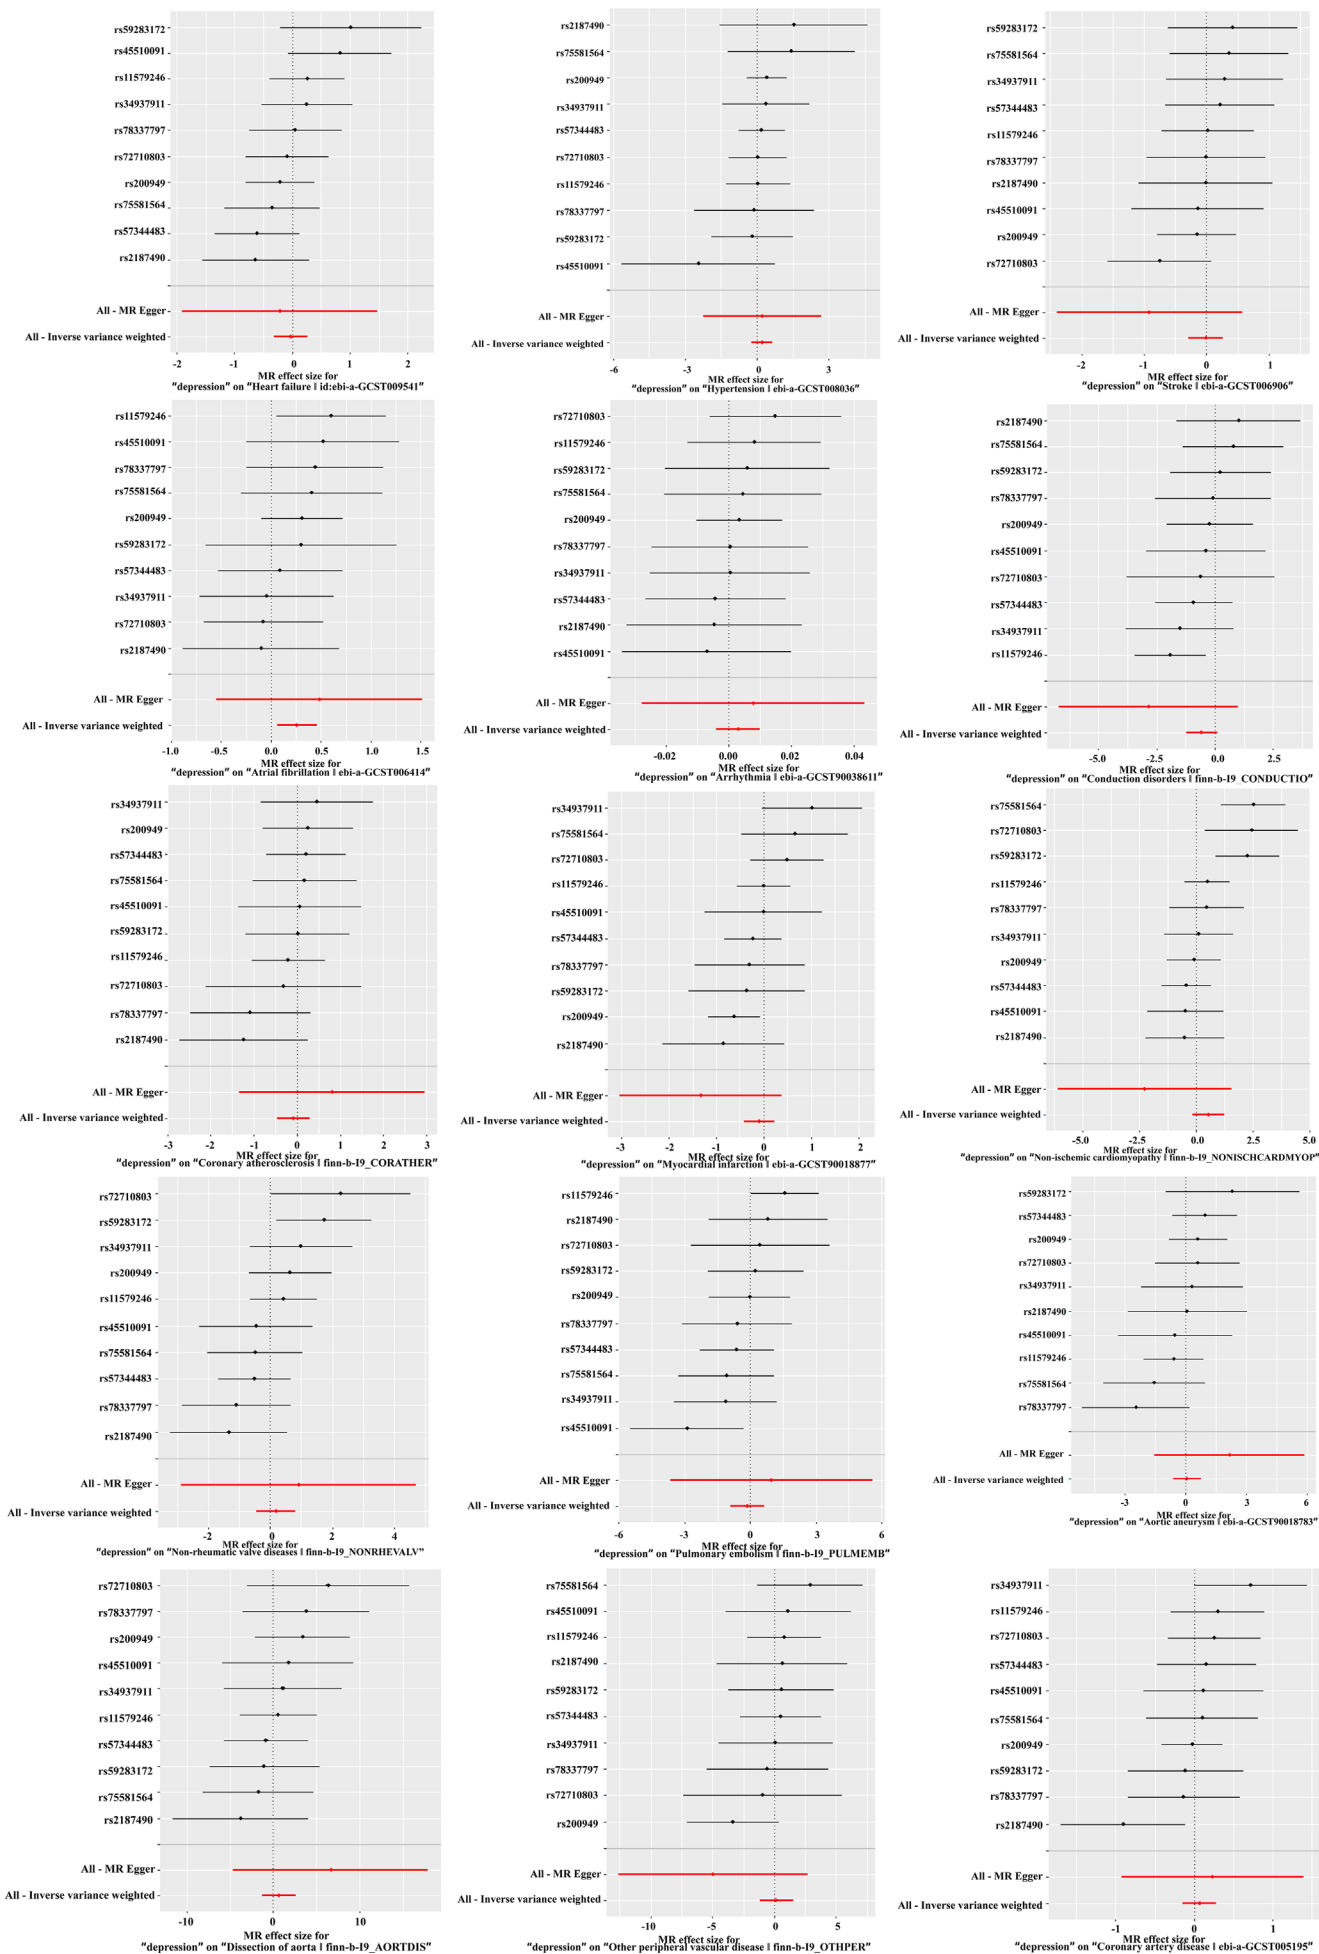 rs59283172
rs45510091
rs11579246
rs34937911
rs78337797
rs72710803
rs200949
rs75581564
rs57344483
rs2187490
All - MR Egger
All - Inverse variance weighted
-2 -1 0 1 2
MR effect size for
"depression" on "Heart failure || id:ebi-a-GCST009541"
rs2187490
rs75581564
rs200949
rs34937911
rs57344483
rs72710803
rs11579246
rs78337797
rs59283172
rs45510091
All - MR Egger
All - Inverse variance weighted
-6 -3 0 3
MR effect size for
"depression" on "Hypertension || ebi-a-GCST008036"
rs59283172
rs75581564
rs34937911
rs57344483
rs11579246
rs78337797
rs2187490
rs45510091
rs200949
rs72710803
All - MR Egger
All - Inverse variance weighted
-2 -1 0 1
MR effect size for
"depression" on "Stroke || ebi-a-GCST006906"
rs11579246
rs45510091
rs78337797
rs75581564
rs200949
rs59283172
rs57344483
rs34937911
rs72710803
rs2187490
All - MR Egger
All - Inverse variance weighted
-1.0 -0.5 0.0 0.5 1.0 1.5
MR effect size for
"depression" on "Atrial fibrillation || ebi-a-GCST006414"
rs72710803
rs11579246
rs59283172
rs75581564
rs200949
rs78337797
rs34937911
rs57344483
rs2187490
rs45510091
All - MR Egger
All - Inverse variance weighted
-0.02 0.00 0.02 0.04
MR effect size for
"depression" on "Arrhythmia || ebi-a-GCST90038611"
rs2187490
rs75581564
rs59283172
rs78337797
rs200949
rs45510091
rs72710803
rs57344483
rs34937911
rs11579246
All - MR Egger
All - Inverse variance weighted
-5.0 -2.5 0.0 2.5
MR effect size for
"depression" on "Conduction disorders || finn-b-I9_CONDUCTIO"
rs34937911
rs200949
rs57344483
rs75581564
rs45510091
rs59283172
rs11579246
rs72710803
rs78337797
rs2187490
All - MR Egger
All - Inverse variance weighted
-3 -2 -1 0 1 2 3
MR effect size for
"depression" on "Coronary atherosclerosis || finn-b-I9_CORATHER"
rs34937911
rs75581564
rs72710803
rs11579246
rs45510091
rs57344483
rs78337797
rs59283172
rs200949
rs2187490
All - MR Egger
All - Inverse variance weighted
-3 -2 -1 0 1 2
MR effect size for
"depression" on "Myocardial infarction || ebi-a-GCST90018877"
rs75581564
rs72710803
rs59283172
rs11579246
rs78337797
rs34937911
rs200949
rs57344483
rs45510091
rs2187490
All - MR Egger
All - Inverse variance weighted
-5.0 -2.5 0.0 2.5 5.0
MR effect size for
"depression" on "Non-ischemic cardiomyopathy || finn-b-I9_NONISCHCARDMYOP"
rs72710803
rs59283172
rs34937911
rs200949
rs11579246
rs45510091
rs75581564
rs57344483
rs78337797
rs2187490
All - MR Egger
All - Inverse variance weighted
-2 0 2 4
MR effect size for
"depression" on "Non-rheumatic valve diseases || finn-b-I9_NONRHEVALV"
rs11579246
rs2187490
rs72710803
rs59283172
rs200949
rs78337797
rs57344483
rs75581564
rs34937911
rs45510091
All - MR Egger
All - Inverse variance weighted
-6 -3 0 3 6
MR effect size for
"depression" on "Pulmonary embolism || finn-b-I9_PULMEMB"
rs59283172
rs57344483
rs200949
rs72710803
rs34937911
rs2187490
rs45510091
rs11579246
rs75581564
rs78337797
All - MR Egger
All - Inverse variance weighted
-3 0 3 6
MR effect size for
"depression" on "Aortic aneurysm || ebi-a-GCST90018783"
rs72710803
rs78337797
rs200949
rs45510091
rs34937911
rs11579246
rs57344483
rs59283172
rs75581564
rs2187490
All - MR Egger
All - Inverse variance weighted
-10 0 10
MR effect size for
"depression" on "Dissection of aorta || finn-b-I9_AORTDIS"
rs75581564
rs45510091
rs11579246
rs2187490
rs59283172
rs57344483
rs34937911
rs78337797
rs72710803
rs200949
All - MR Egger
All - Inverse variance weighted
-10 -5 0 5
MR effect size for
"depression" on "Other peripheral vascular disease || finn-b-I9_OTHPER"
rs34937911
rs11579246
rs72710803
rs57344483
rs45510091
rs75581564
rs200949
rs59283172
rs78337797
rs2187490
All - MR Egger
All - Inverse variance weighted
-1 0 1
MR effect size for
"depression" on "Coronary artery disease || ebi-a-GCST005195"